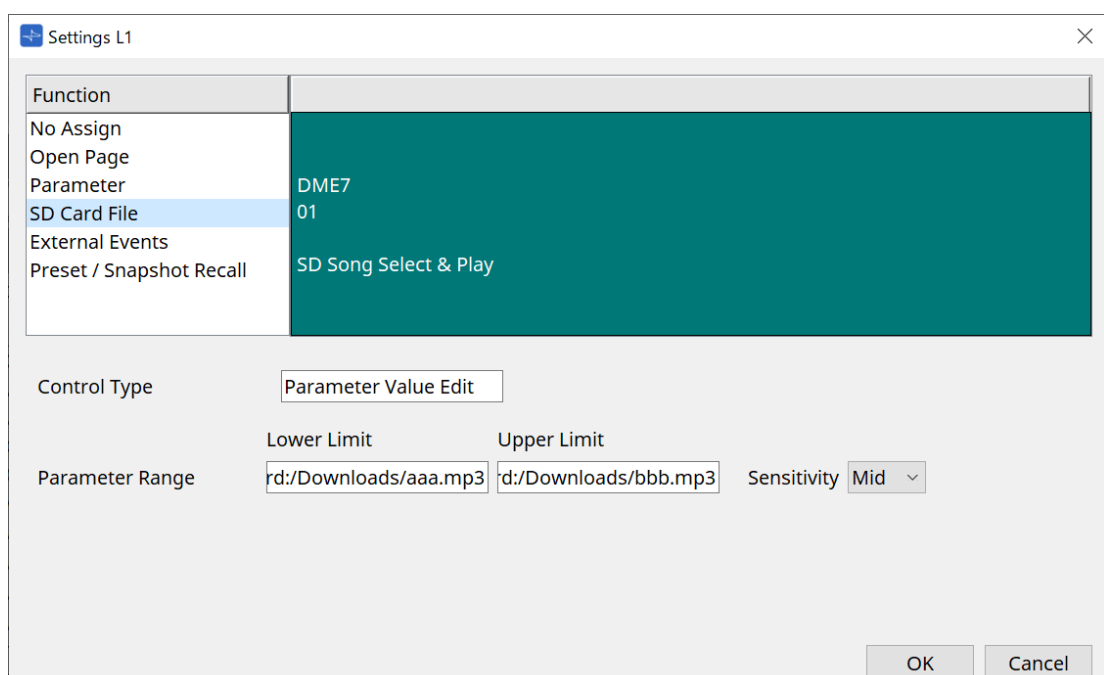 Settings L1
Function
No Assign
Open Page
Parameter
SD Card File
External Events
Preset / Snapshot Recall
DME7
01
SD Song Select & Play
Control Type Parameter Value Edit
Lower Limit Upper Limit
Parameter Range rd:/Downloads/aaa.mp3 rd:/Downloads/bbb.mp3 Sensitivity Mid
OK Cancel